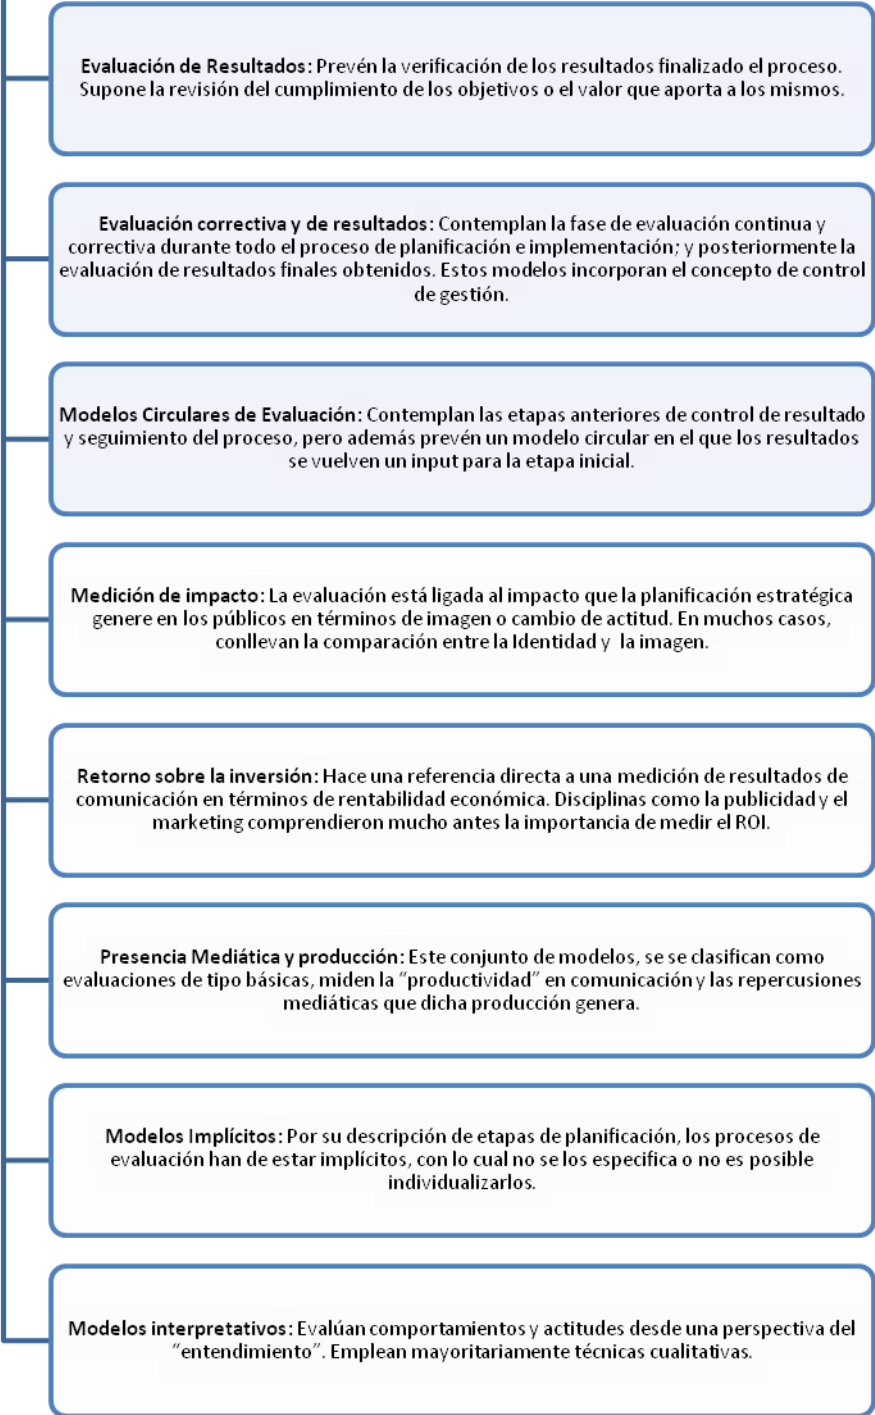 Evaluación de Resultados: Prevén la verificación de los resultados finalizado el proceso.
Supone la revisión del cumplimiento de los objetivos o el valor que aporta a los mismos.
Evaluación correctiva y de resultados: Contemplan la fase de evaluación continua y
correctiva durante todo el proceso de planificación e implementación; y posteriormente la
evaluación de resultados finales obtenidos. Estos modelos incorporan el concepto de control
de gestión.
Modelos Circulares de Evaluación: Contemplan las etapas anteriores de control de resultado
y seguimiento del proceso, pero además prevén un modelo circular en el que los resultados
se vuelven un input para la etapa inicial.
Medición de impacto: La evaluación está ligada al impacto que la planificación estratégica
genere en los públicos en términos de imagen o cambio de actitud. En muchos casos,
conllevan la comparación entre la Identidad y la imagen.
Retorno sobre la inversión: Hace una referencia directa a una medición de resultados de
comunicación en términos de rentabilidad económica. Disciplinas como la publicidad y el
marketing comprendieron mucho antes la importancia de medir el ROI.
Presencia Mediática y producción: Este conjunto de modelos, se se clasifican como
evaluaciones de tipo básicas, miden la “productividad” en comunicación y las repercusiones
mediáticas que dicha producción genera.
Modelos Implícitos: Por su descripción de etapas de planificación, los procesos de
evaluación han de estar implícitos, con lo cual no se los especifica o no es posible
individualizarlos.
Modelos interpretativos: Evalúan comportamientos y actitudes desde una perspectiva del
“entendimiento”. Emplean mayoritariamente técnicas cualitativas.